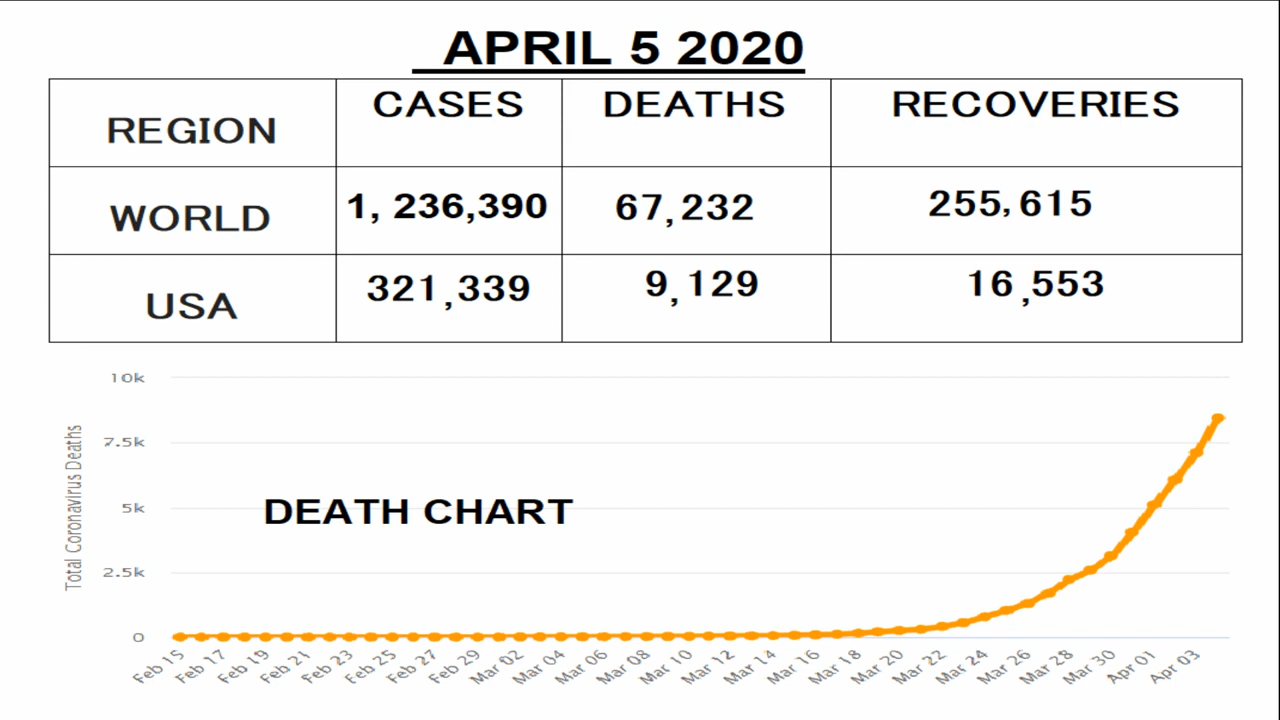 APRIL 5 2020
REGION CASES DEATHS RECOVERIES
WORLD 1, 236,390 67,232 255,615
USA 321,339 9,129 16,553
10k
7.5k
5k
2.5k
0
Total Coronavirus Deaths
DEATH CHART
Feb 15 Feb 17 Feb 19 Feb 21 Feb 23 Feb 25 Feb 27 Feb 29 Mar 02 Mar 04 Mar 06 Mar 08 Mar 10 Mar 12 Mar 14 Mar 16 Mar 18 Mar 20 Mar 22 Mar 24 Mar 26 Mar 28 Mar 30 Apr 01 Apr 03